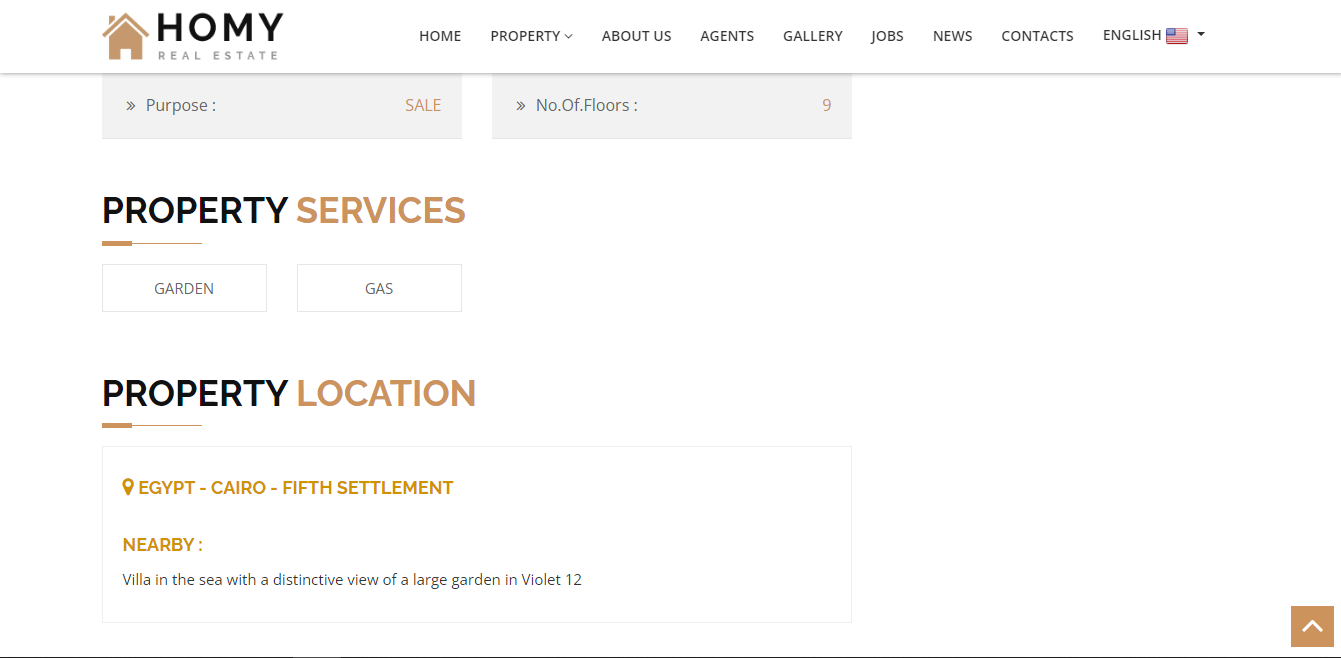 HOMY
REAL ESTATE
HOME PROPERTY ABOUT US AGENTS GALLERY JOBS NEWS CONTACTS ENGLISH
» Purpose : SALE
» No.Of.Floors : 9
PROPERTY SERVICES
GARDEN GAS
PROPERTY LOCATION
EGYPT - CAIRO - FIFTH SETTLEMENT
NEARBY :
Villa in the sea with a distinctive view of a large garden in Violet 12